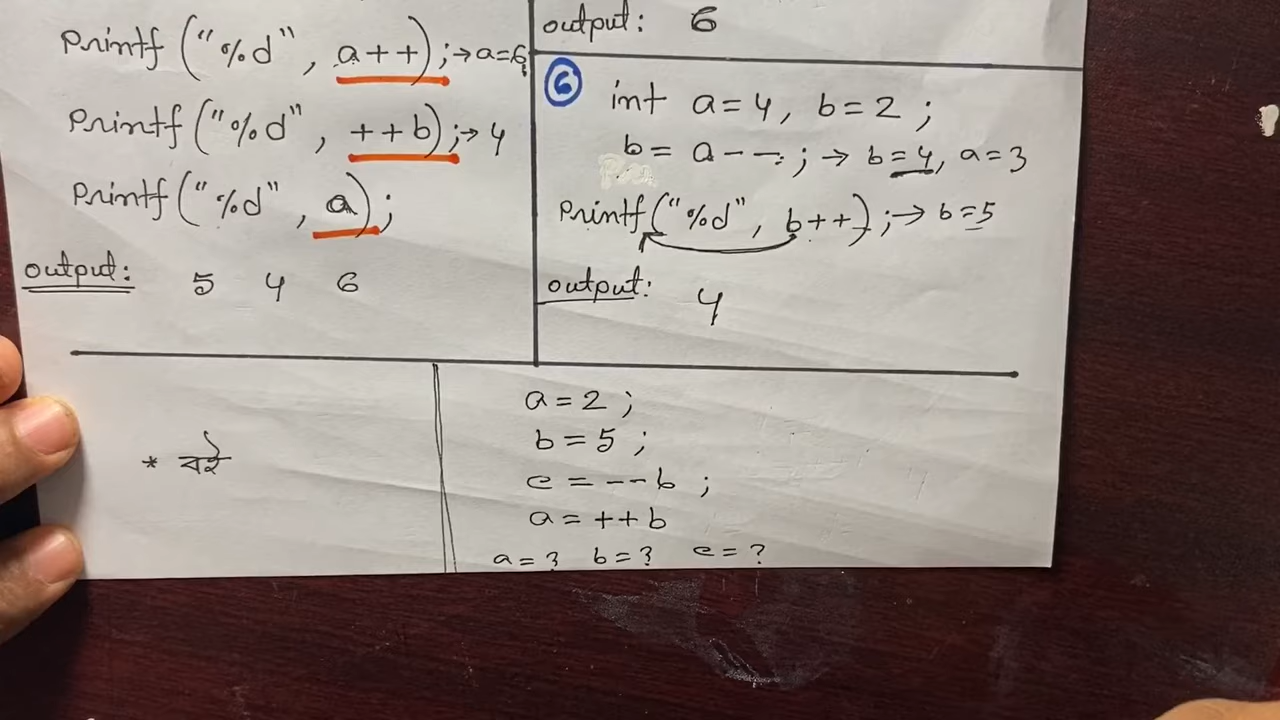 Printf ("%d", a++); → a=6
Printf ("%d", ++b); → 4
Printf ("%d", a);
output: 5 4 6
output: 6
6
int a=4, b=2;
b= a--; → b=4, a=3
Printf ("%d", b++); → b=5
output: 4
* বই
a=2;
b=5;
c=--b;
a=++b
a=? b=? c=?